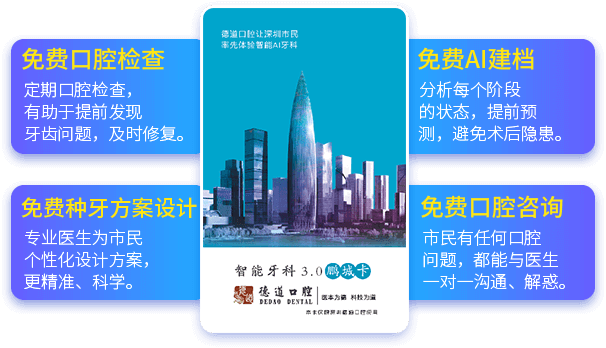 免费口腔检查
定期口腔检查，
有助于提前发现
牙齿问题，及时修复。
免费种牙方案设计
专业医生为市民
个性化设计方案，
更精准、科学。
德道口腔让深圳市民
率先体验智能AI牙科
智能牙科3.0鹏城卡
德道口腔
DEDAO DENTAL
医本为德 科技为道
免费AI建档
分析每个阶段
的状态，提前预
测，避免术后隐患。
免费口腔咨询
市民有任何口腔
问题，都能与医生
一对一沟通、解惑。